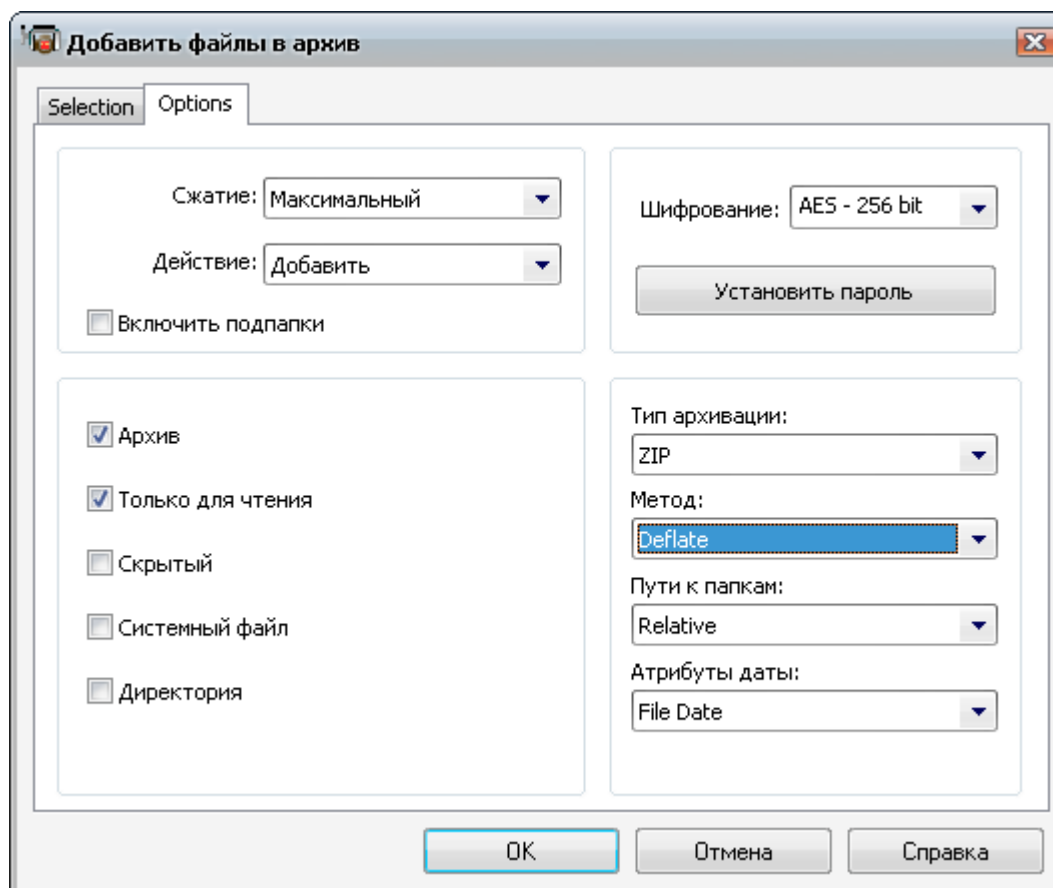 Добавить файлы в архив
Selection
Options
Сжатие: Максимальный
Действие: Добавить
Включить подпапки
Шифрование: AES - 256 bit
Установить пароль
Архив
Только для чтения
Скрытый
Системный файл
Директория
Тип архивации:
ZIP
Метод:
Deflate
Пути к папкам:
Relative
Атрибуты даты:
File Date
OK
Отмена
Справка